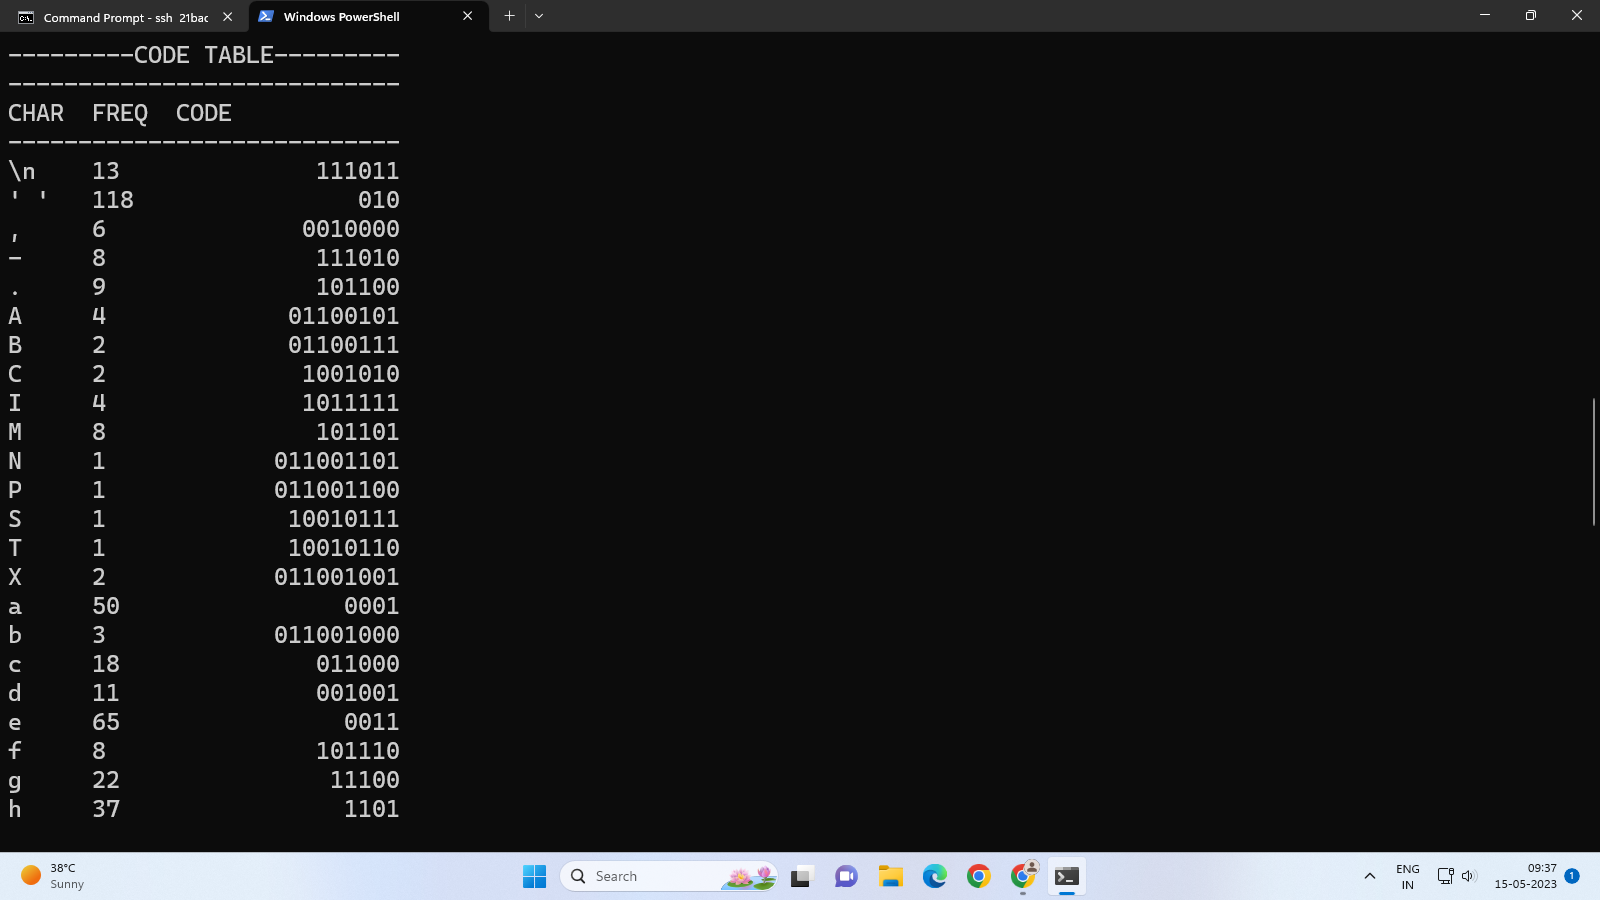 Command Prompt - ssh 21bac
Windows PowerShell
---------CODE TABLE---------
----------------------------
CHAR FREQ CODE
----------------------------
\n 13 111011
' ' 118 010
, 6 0010000
- 8 111010
. 9 101100
A 4 01100101
B 2 01100111
C 2 1001010
I 4 1011111
M 8 101101
N 1 011001101
P 1 011001100
S 1 10010111
T 1 10010110
X 2 011001001
a 50 0001
b 3 011001000
c 18 011000
d 11 001001
e 65 0011
f 8 101110
g 22 11100
h 37 1101
38°C
Sunny
Search
ENG
IN
09:37
15-05-2023
1